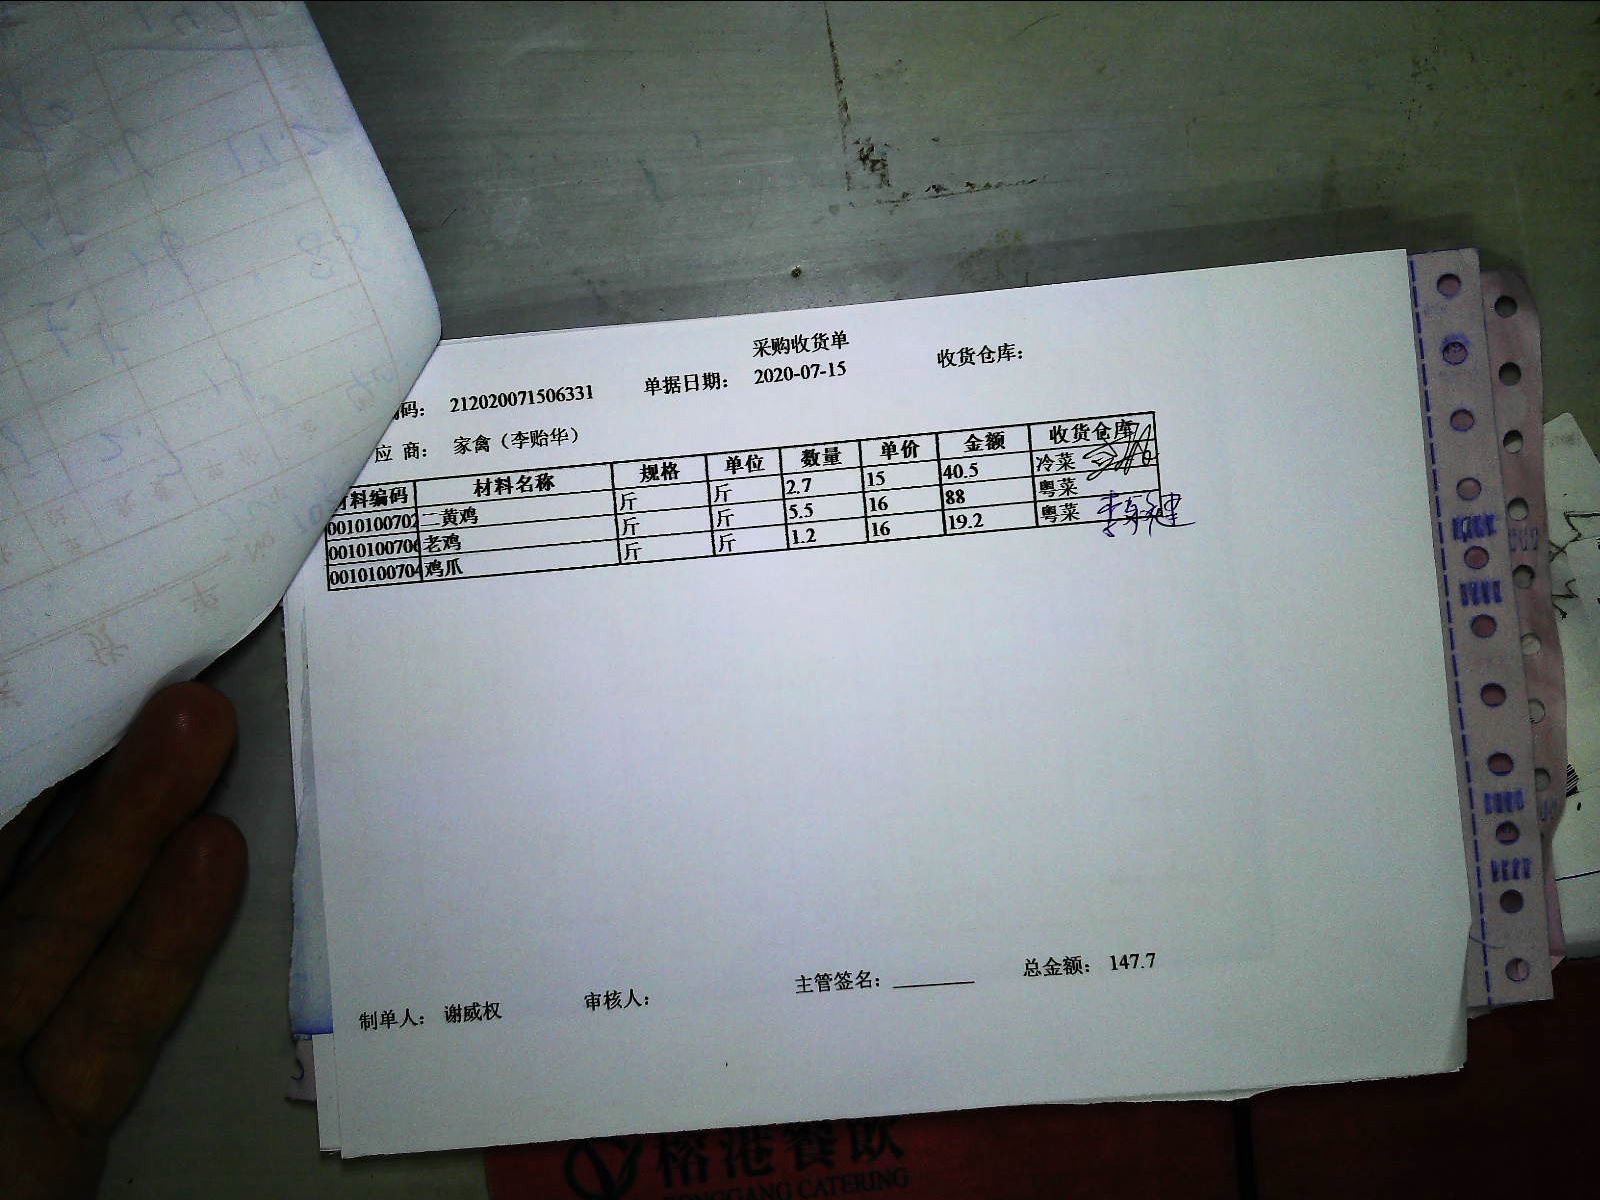 采购收货单
码： 212020071506331 单据日期： 2020-07-15 收货仓库：
应 商： 家禽（李贻华）
材料编码 材料名称 规格 单位 数量 单价 金额 收货仓库
0010100702 二黄鸡 斤 斤 2.7 15 40.5 冷菜
0010100706 老鸡 斤 斤 5.5 16 88 粤菜
0010100704 鸡爪 斤 斤 1.2 16 19.2 粤菜
制单人： 谢威权 审核人： 主管签名： 总金额： 147.7
榕港餐饮
RONGGANG CATERING